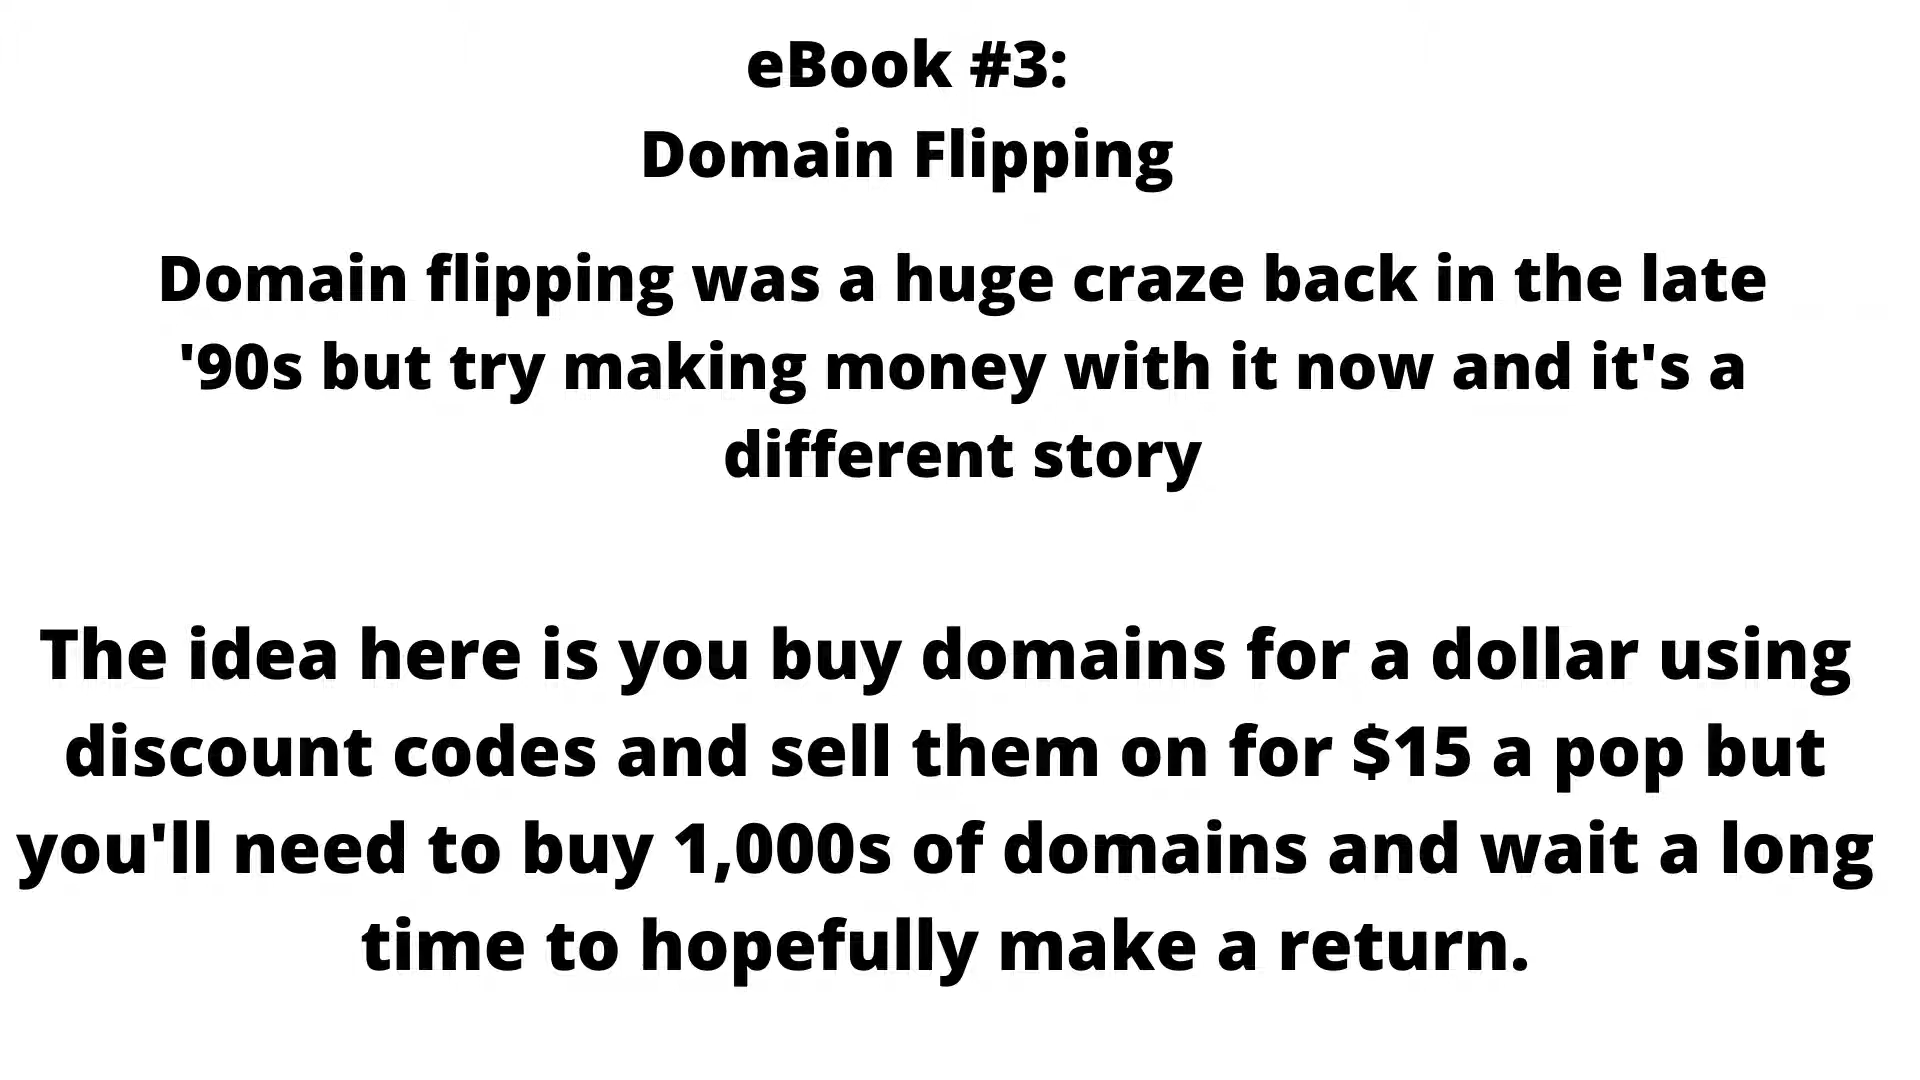 eBook #3:
Domain Flipping
Domain flipping was a huge craze back in the late
'90s but try making money with it now and it's a
different story
The idea here is you buy domains for a dollar using
discount codes and sell them on for $15 a pop but
you'll need to buy 1,000s of domains and wait a long
time to hopefully make a return.